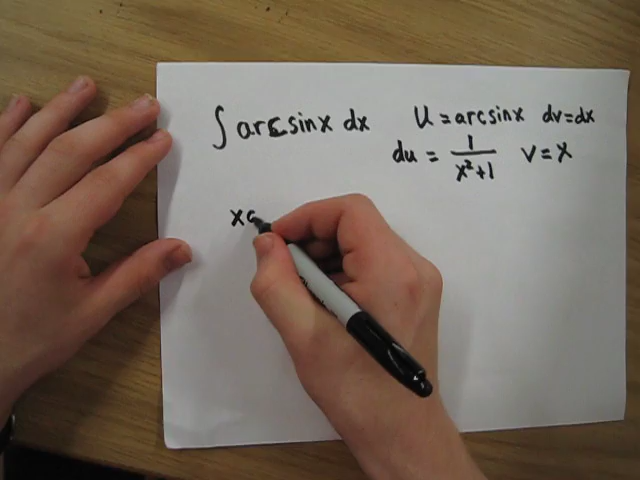 ∫ arcsinx dx U = arcsinx dv = dx
du = 1/(x²+1) v = x
x